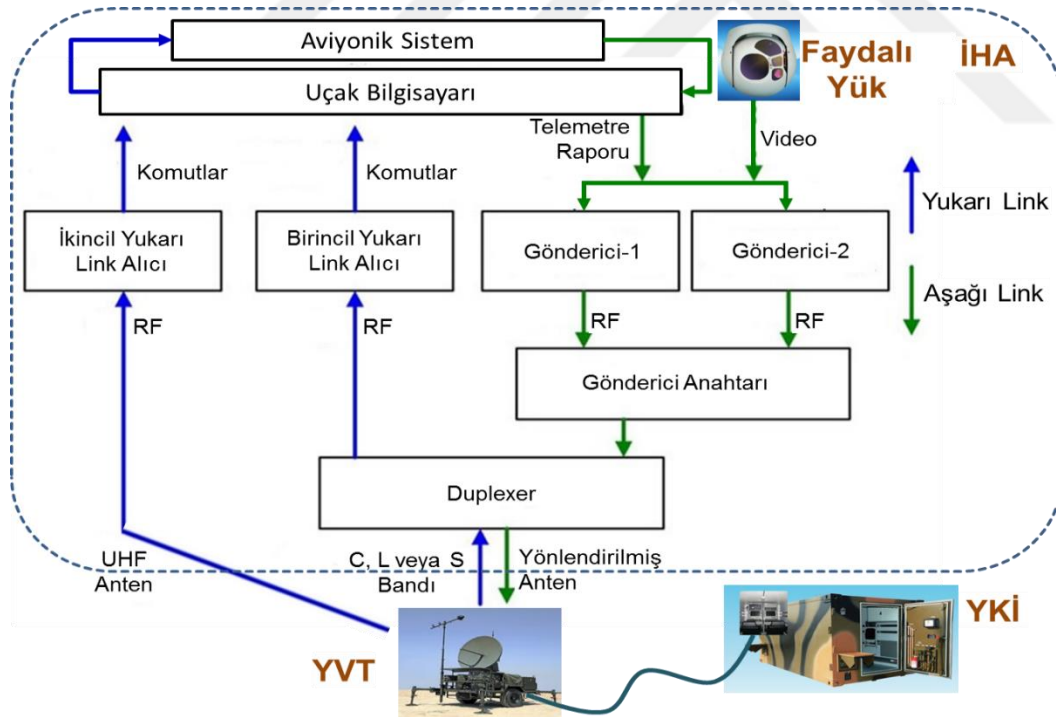 Aviyonik Sistem
Uçak Bilgisayarı
Faydalı
Yük
İHA
Telemetre
Raporu
Video
Komutlar
Komutlar
Yukarı Link
İkincil Yukarı
Link Alıcı
Birincil Yukarı
Link Alıcı
Gönderici-1
Gönderici-2
Aşağı Link
RF
RF
RF
RF
Gönderici Anahtarı
Duplexer
UHF
Anten
C, L veya S
Bandı
Yönlendirilmiş
Anten
YVT
YKİ